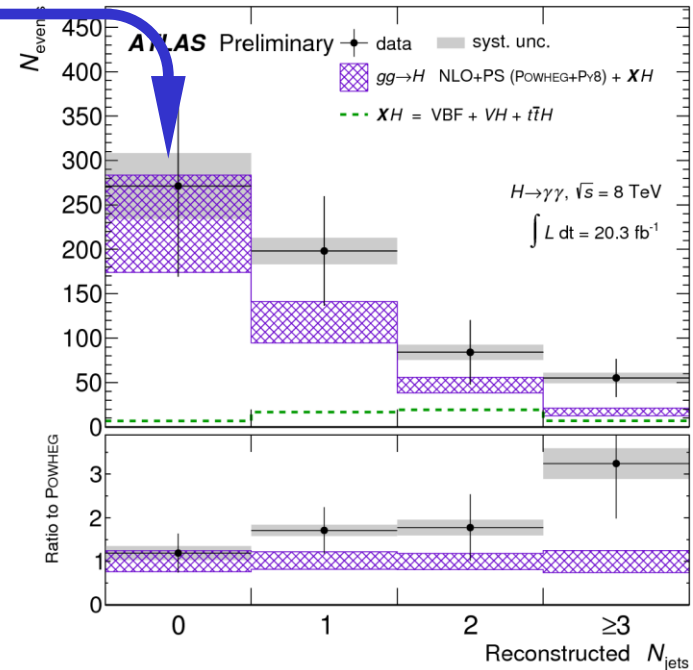 N_events
450
400
350
300
250
200
150
100
50
0
ATLAS Preliminary
data
syst. unc.
gg→H NLO+PS (POWHEG+PY8) + XH
XH = VBF + VH + tt̅H
H→γγ, √s = 8 TeV
∫ L dt = 20.3 fb⁻¹
Ratio to POWHEG
3
2
1
0
0 1 2 ≥3
Reconstructed N_jets